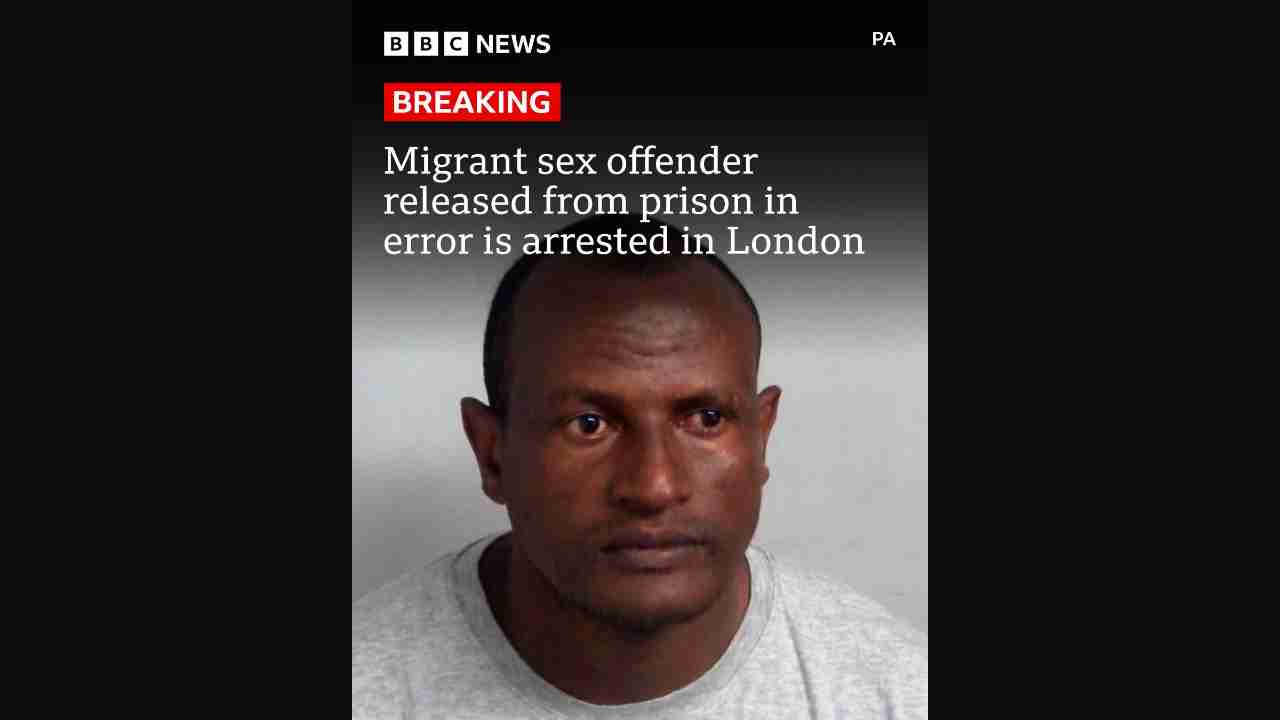 BBC NEWS
PA
BREAKING
Migrant sex offender
released from prison in
error is arrested in London